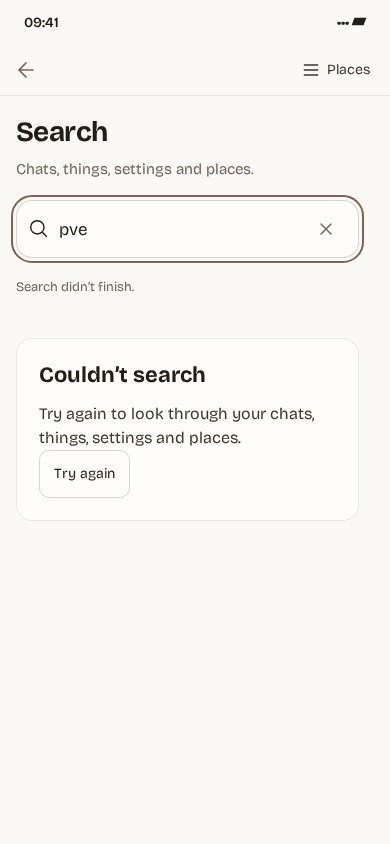 09:41
Places
Search
Chats, things, settings and places.
pve
Search didn't finish.
Couldn't search
Try again to look through your chats,
things, settings and places.
Try again